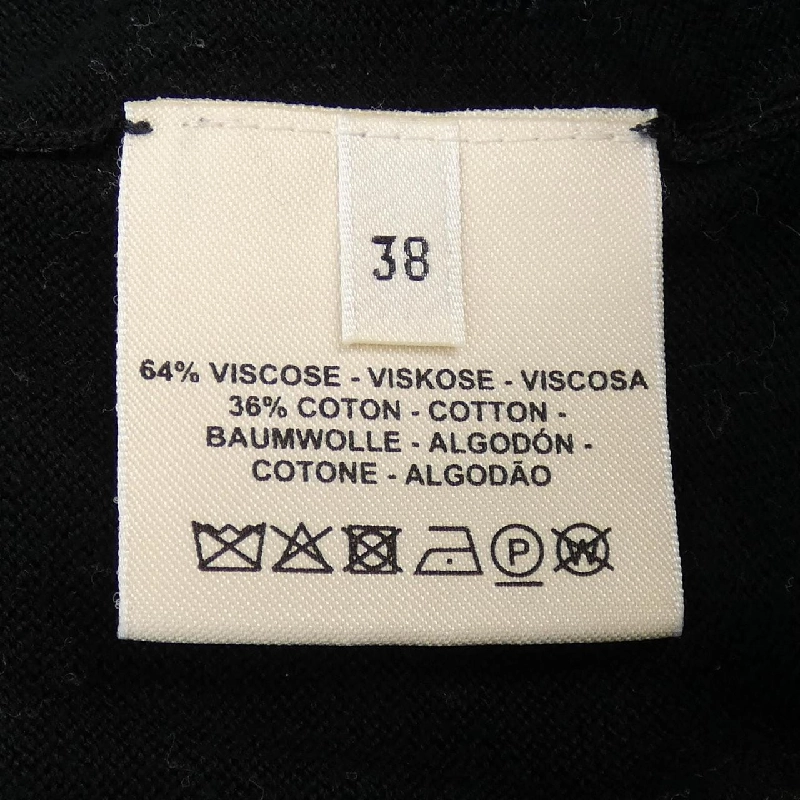 38
64% VISCOSE - VISKOSE - VISCOSA
36% COTON - COTTON -
BAUMWOLLE - ALGODÓN -
COTONE - ALGODÃO
P W